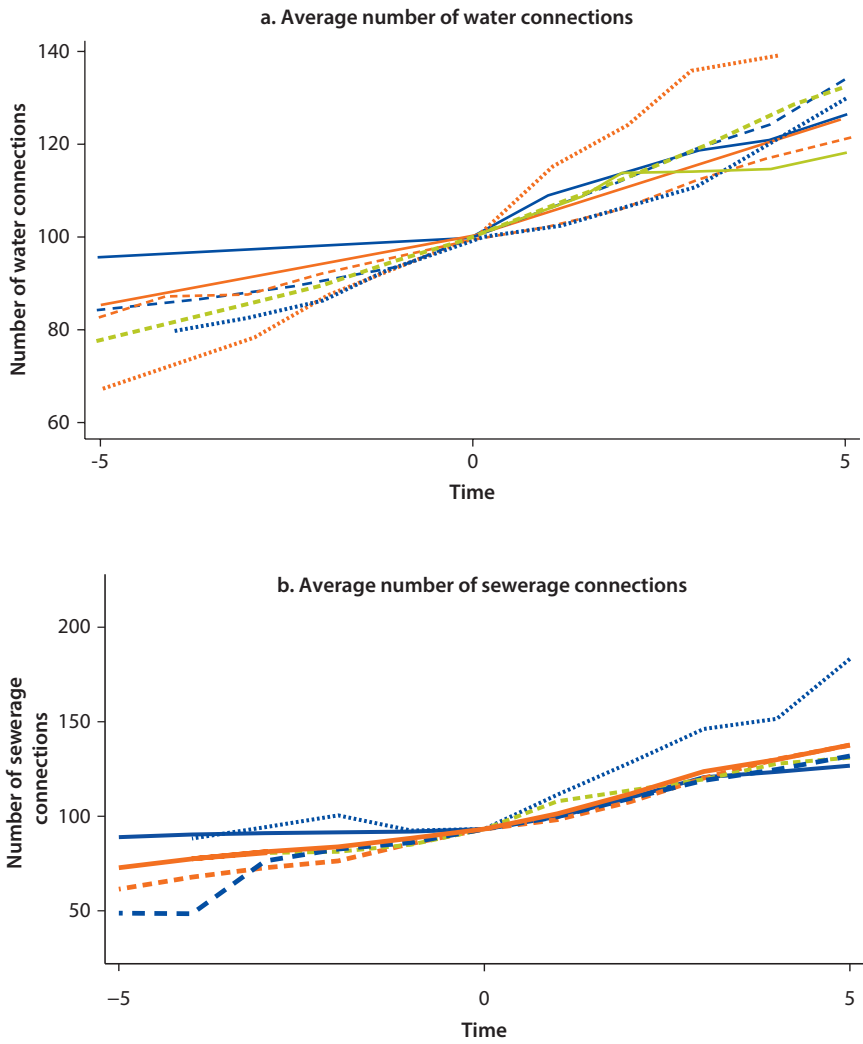 a. Average number of water connections
140
120
100
80
60
Number of water connections
-5
0
5
Time
b. Average number of sewerage connections
200
150
100
50
Number of sewerage
connections
−5
0
5
Time